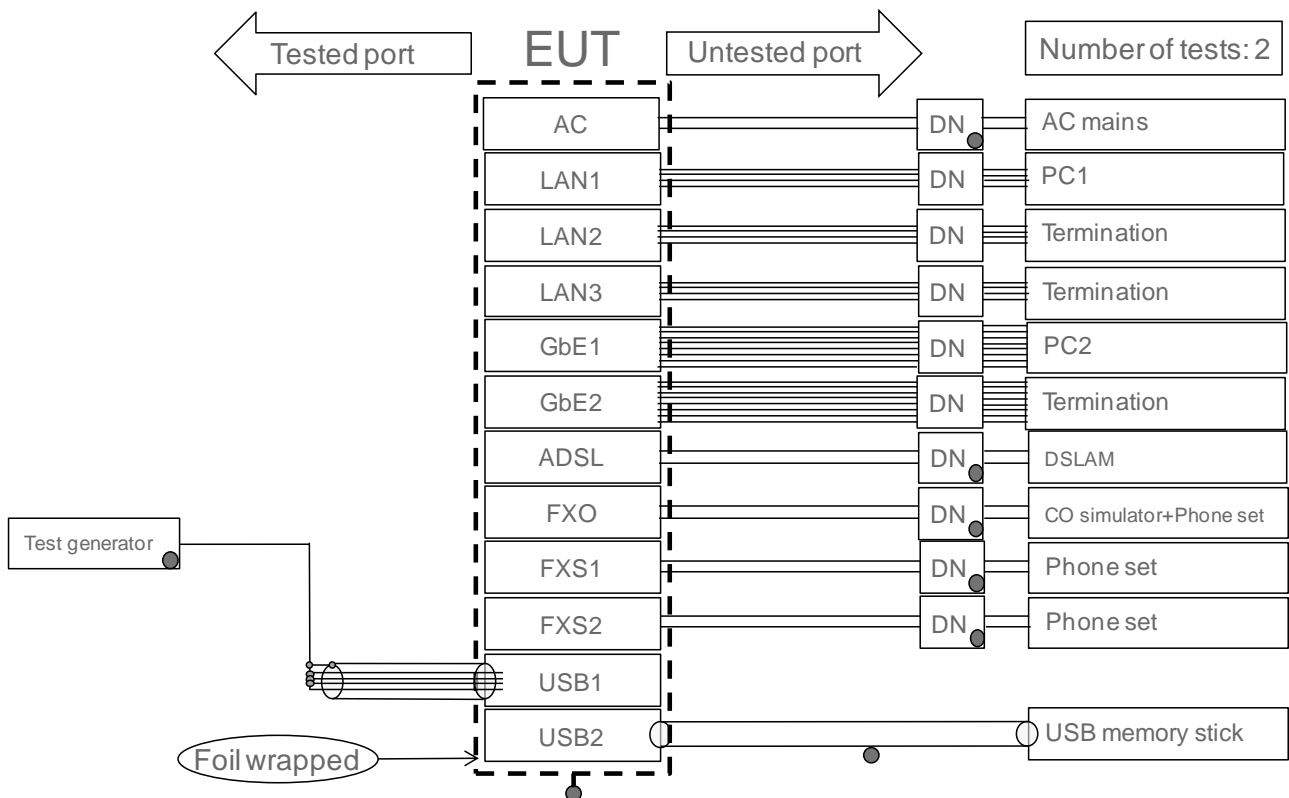 Tested port
EUT
Untested port
Number of tests: 2
AC
DN
AC mains
LAN1
DN
PC1
LAN2
DN
Termination
LAN3
DN
Termination
GbE1
DN
PC2
GbE2
DN
Termination
ADSL
DN
DSLAM
FXO
DN
CO simulator+Phone set
Test generator
FXS1
DN
Phone set
FXS2
DN
Phone set
USB1
USB2
USB memory stick
Foil wrapped